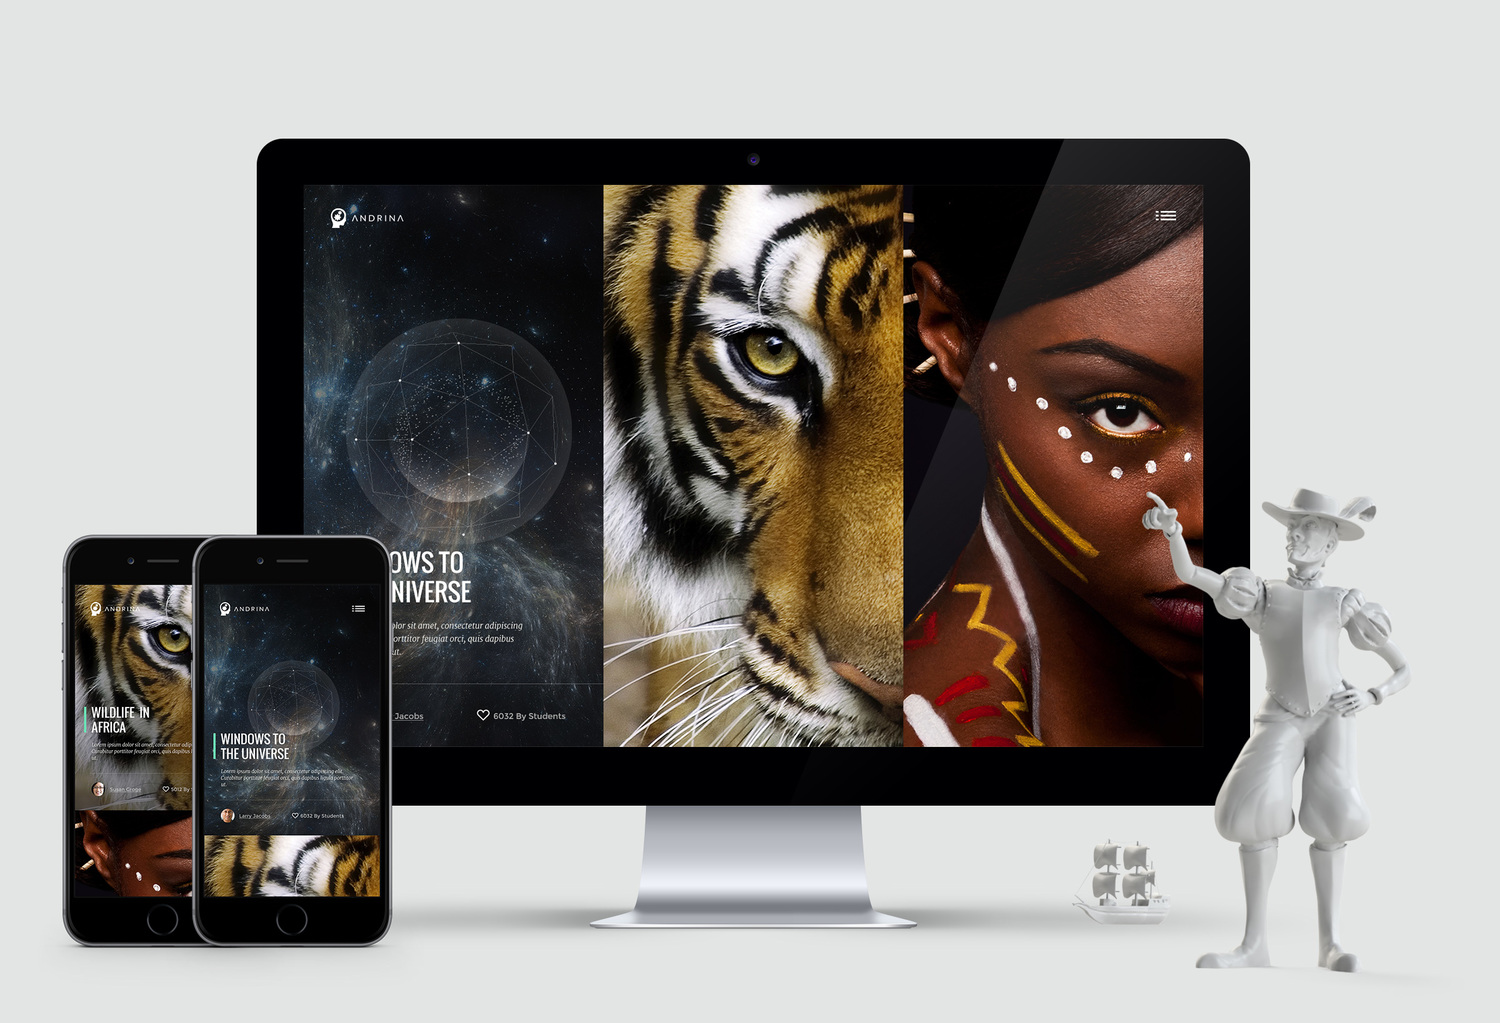 ANDRINA
OWS TO
NIVERSE
olor sit amet, consectetur adipiscing
porttitor feugiat orci, quis dapibus
ut.
Jacobs
6032 By Students
ANDRINA
WILDLIFE IN
AFRICA
Lorem ipsum dolor sit amet, consectetur adip
Curabitur porttitor feugiat orci, quis dapibus
ut.
Susan Grege
5012 By
ANDRINA
WINDOWS TO
THE UNIVERSE
Lorem ipsum dolor sit amet, consectetur adipiscing elit.
Curabitur porttitor feugiat orci, quis dapibus ligula porttitor
ut.
Larry Jacobs
6032 By Students